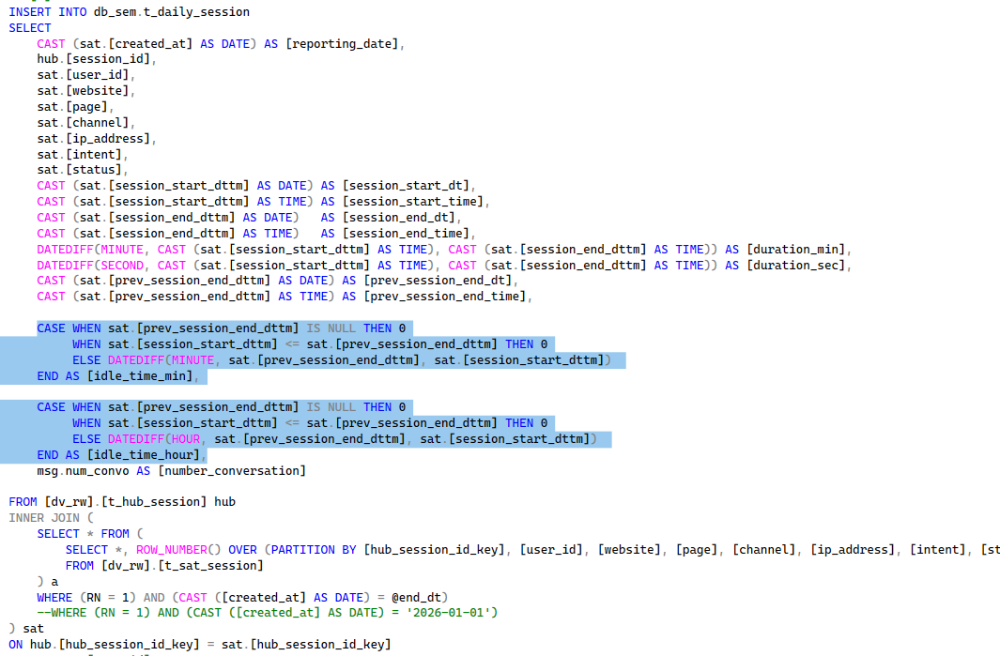 INSERT INTO db_sem.t_daily_session
SELECT
CAST (sat.[created_at] AS DATE) AS [reporting_date],
hub.[session_id],
sat.[user_id],
sat.[website],
sat.[page],
sat.[channel],
sat.[ip_address],
sat.[intent],
sat.[status],
CAST (sat.[session_start_dttm] AS DATE) AS [session_start_dt],
CAST (sat.[session_start_dttm] AS TIME) AS [session_start_time],
CAST (sat.[session_end_dttm] AS DATE)   AS [session_end_dt],
CAST (sat.[session_end_dttm] AS TIME)   AS [session_end_time],
DATEDIFF(MINUTE, CAST (sat.[session_start_dttm] AS TIME), CAST (sat.[session_end_dttm] AS TIME)) AS [duration_min],
DATEDIFF(SECOND, CAST (sat.[session_start_dttm] AS TIME), CAST (sat.[session_end_dttm] AS TIME)) AS [duration_sec],
CAST (sat.[prev_session_end_dttm] AS DATE) AS [prev_session_end_dt],
CAST (sat.[prev_session_end_dttm] AS TIME) AS [prev_session_end_time],
CASE WHEN sat.[prev_session_end_dttm] IS NULL THEN 0
WHEN sat.[session_start_dttm] <= sat.[prev_session_end_dttm] THEN 0
ELSE DATEDIFF(MINUTE, sat.[prev_session_end_dttm], sat.[session_start_dttm])
END AS [idle_time_min],
CASE WHEN sat.[prev_session_end_dttm] IS NULL THEN 0
WHEN sat.[session_start_dttm] <= sat.[prev_session_end_dttm] THEN 0
ELSE DATEDIFF(HOUR, sat.[prev_session_end_dttm], sat.[session_start_dttm])
END AS [idle_time_hour],
msg.num_convo AS [number_conversation]
FROM [dv_rw].[t_hub_session] hub
INNER JOIN (
SELECT * FROM (
SELECT *, ROW_NUMBER() OVER (PARTITION BY [hub_session_id_key], [user_id], [website], [page], [channel], [ip_address], [intent], [st
FROM [dv_rw].[t_sat_session]
) a
WHERE (RN = 1) AND (CAST ([created_at] AS DATE) = @end_dt)
--WHERE (RN = 1) AND (CAST ([created_at] AS DATE) = '2026-01-01')
) sat
ON hub.[hub_session_id_key] = sat.[hub_session_id_key]